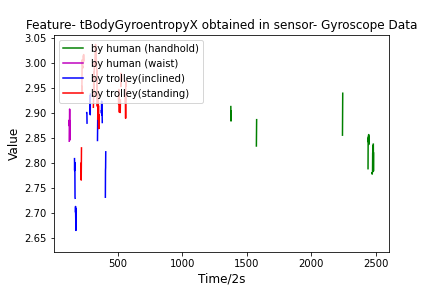 Feature- tBodyGyroentropyX obtained in sensor- Gyroscope Data
by human (handhold)
by human (waist)
by trolley(inclined)
by trolley(standing)
Value
3.05
3.00
2.95
2.90
2.85
2.80
2.75
2.70
2.65
500
1000
1500
2000
2500
Time/2s